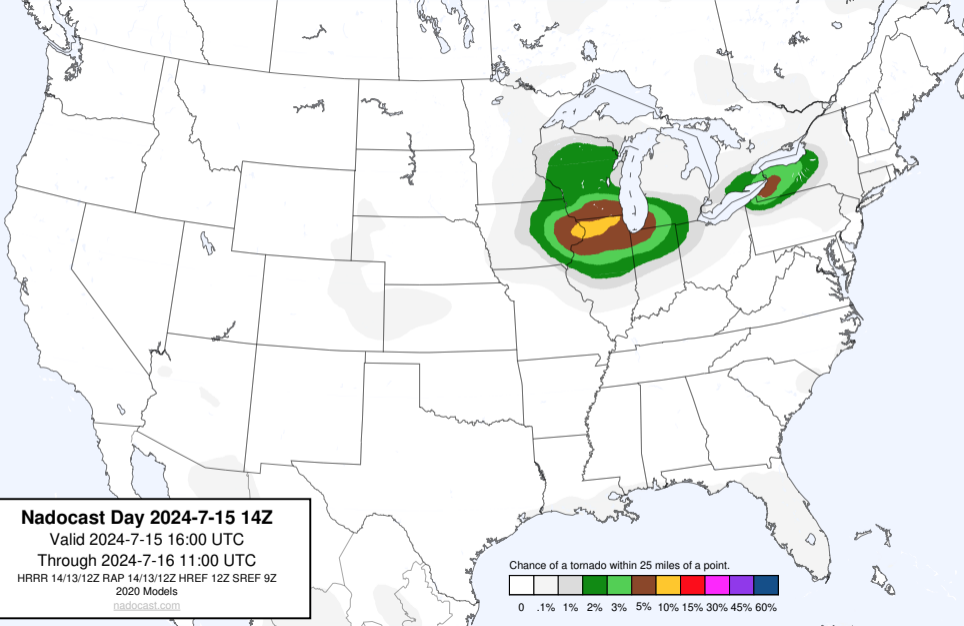 Nadocast Day 2024-7-15 14Z
Valid 2024-7-15 16:00 UTC
Through 2024-7-16 11:00 UTC
HRRR 14/13/12Z RAP 14/13/12Z HREF 12Z SREF 9Z
2020 Models
nadocast.com
Chance of a tornado within 25 miles of a point.
0 .1% 1% 2% 3% 5% 10% 15% 30% 45% 60%